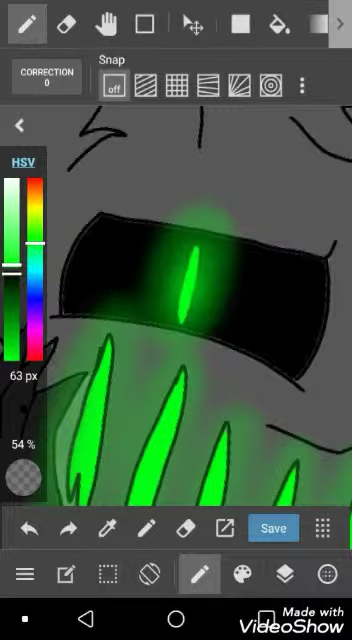 CORRECTION
0
Snap
off
HSV
63 px
54 %
Save
Made with
VideoShow